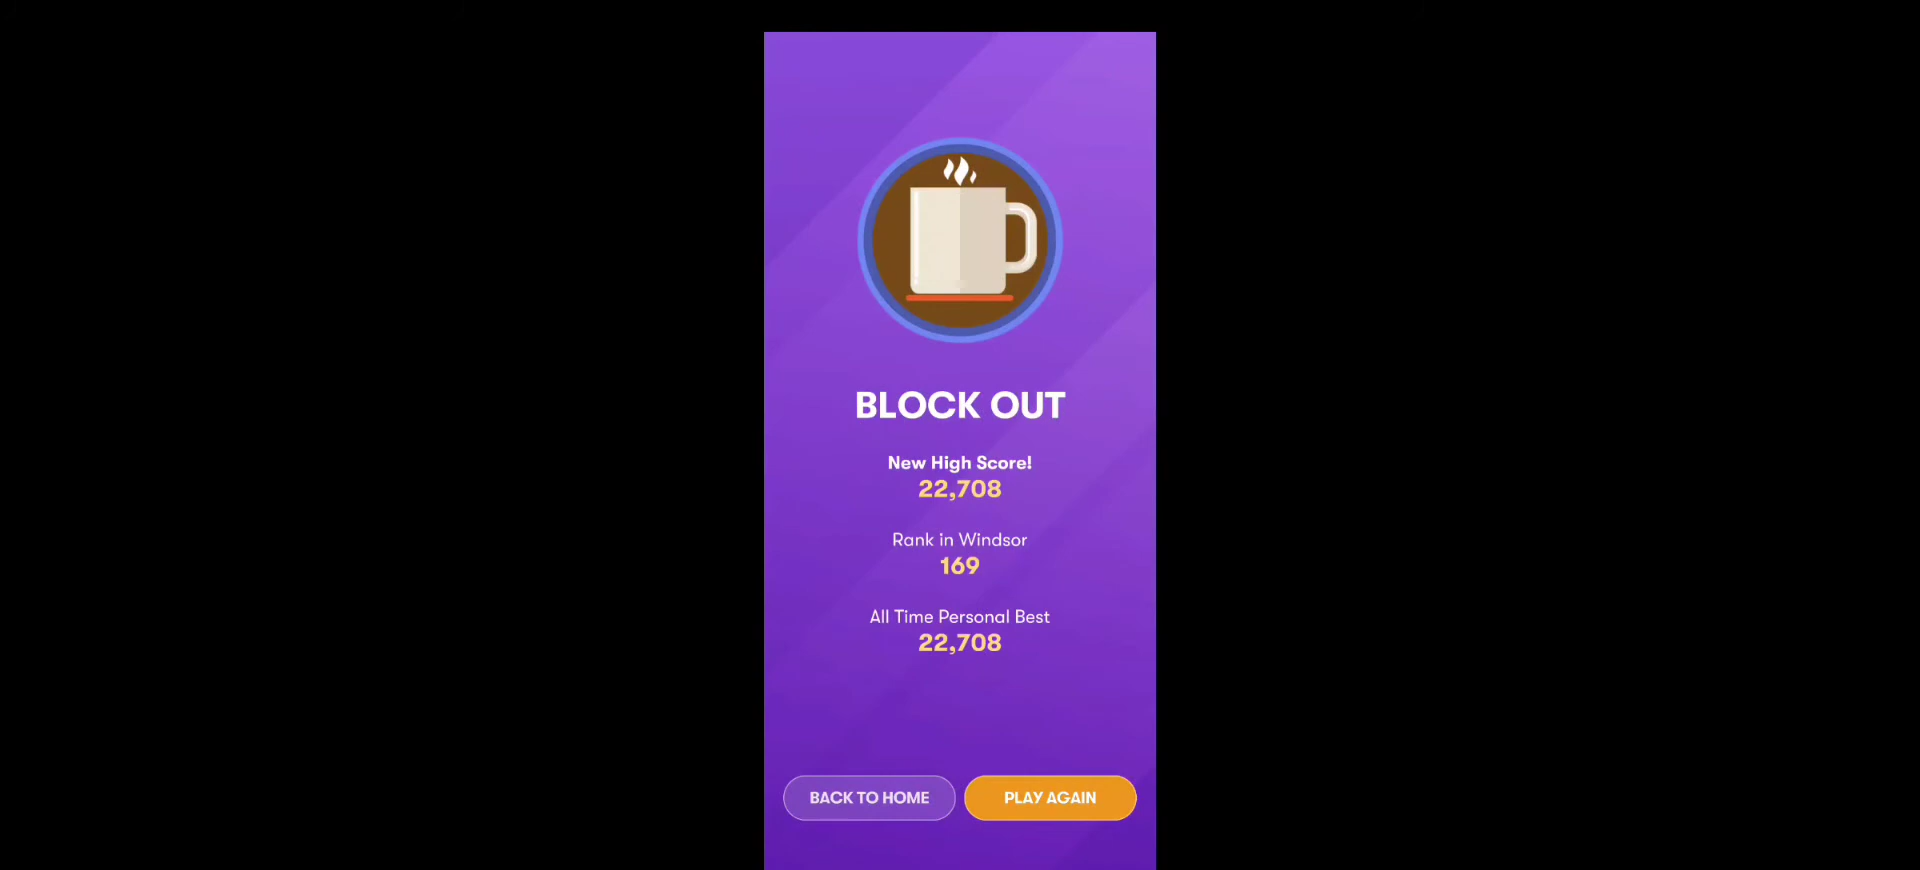 BLOCK OUT
New High Score!
22,708
Rank in Windsor
169
All Time Personal Best
22,708
BACK TO HOME
PLAY AGAIN